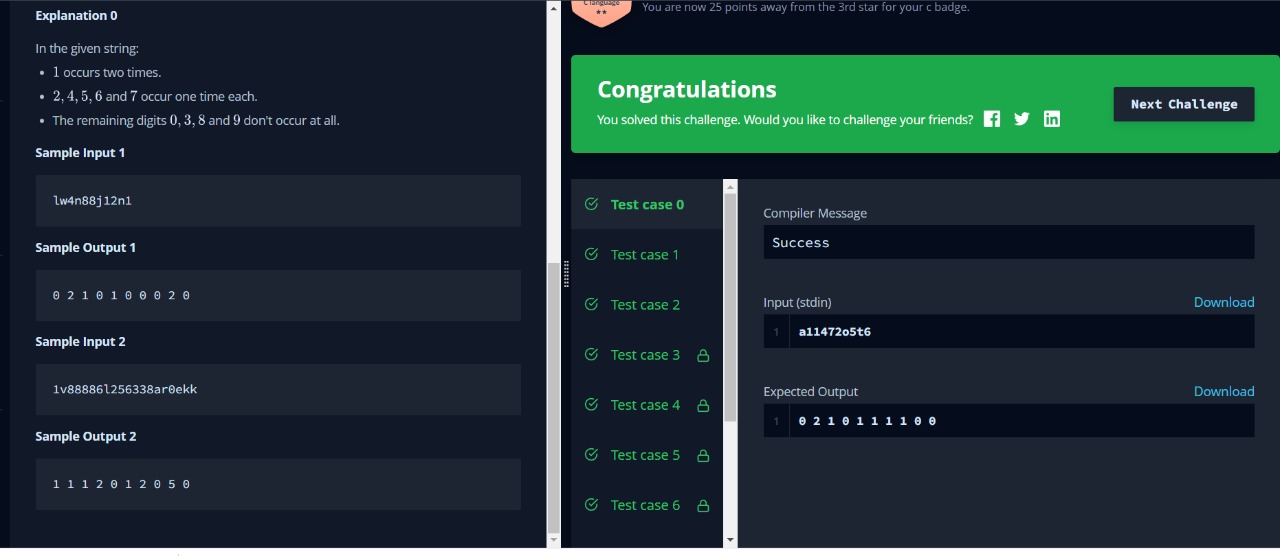 Explanation 0
In the given string:
• 1 occurs two times.
• 2, 4, 5, 6 and 7 occur one time each.
• The remaining digits 0, 3, 8 and 9 don't occur at all.
Sample Input 1
lw4n88j12n1
Sample Output 1
0 2 1 0 1 0 0 0 2 0
Sample Input 2
1v88886l256338ar0ekk
Sample Output 2
1 1 1 2 0 1 2 0 5 0
C language
**
You are now 25 points away from the 3rd star for your c badge.
Congratulations
You solved this challenge. Would you like to challenge your friends?
Next Challenge
Test case 0
Test case 1
Test case 2
Test case 3
Test case 4
Test case 5
Test case 6
Compiler Message
Success
Input (stdin)
Download
1 a11472o5t6
Expected Output
Download
1 0 2 1 0 1 1 1 1 0 0